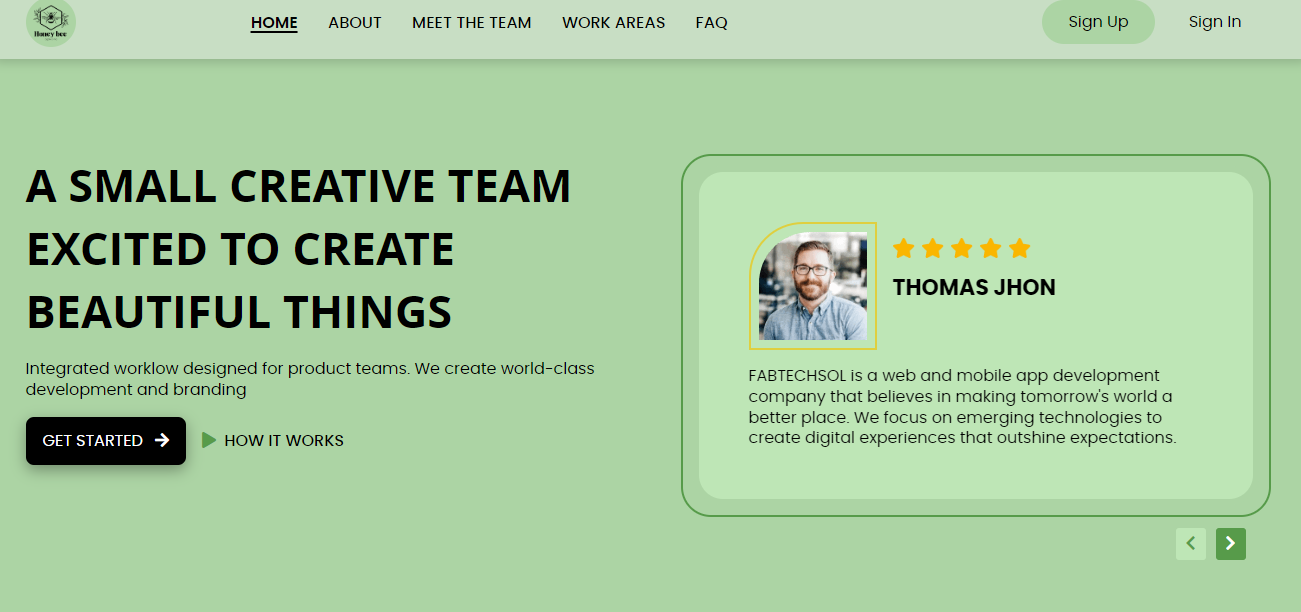 Honey bee
HOME
ABOUT
MEET THE TEAM
WORK AREAS
FAQ
Sign Up
Sign In
A SMALL CREATIVE TEAM
EXCITED TO CREATE
BEAUTIFUL THINGS
Integrated worklow designed for product teams. We create world-class
development and branding
GET STARTED
HOW IT WORKS
THOMAS JHON
FABTECHSOL is a web and mobile app development
company that believes in making tomorrow's world a
better place. We focus on emerging technologies to
create digital experiences that outshine expectations.